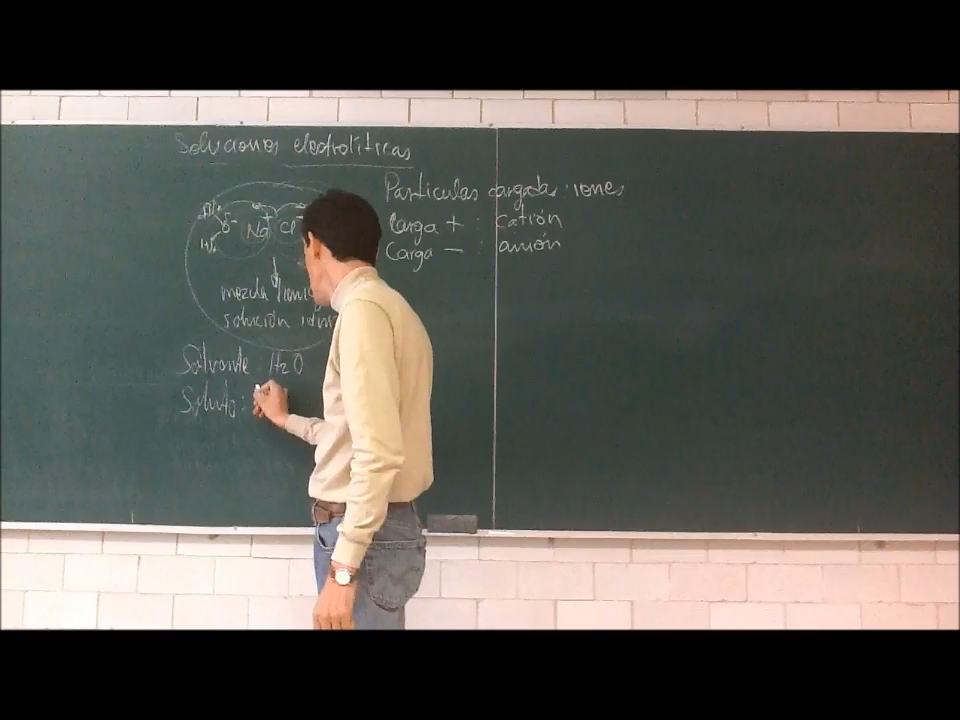 Soluciones electrolíticas
Partículas cargadas : iones
Carga + : catión
Carga − : anión
δ− Na+ Cl−
mezcla
solución
Solvente H2O
Soluto :